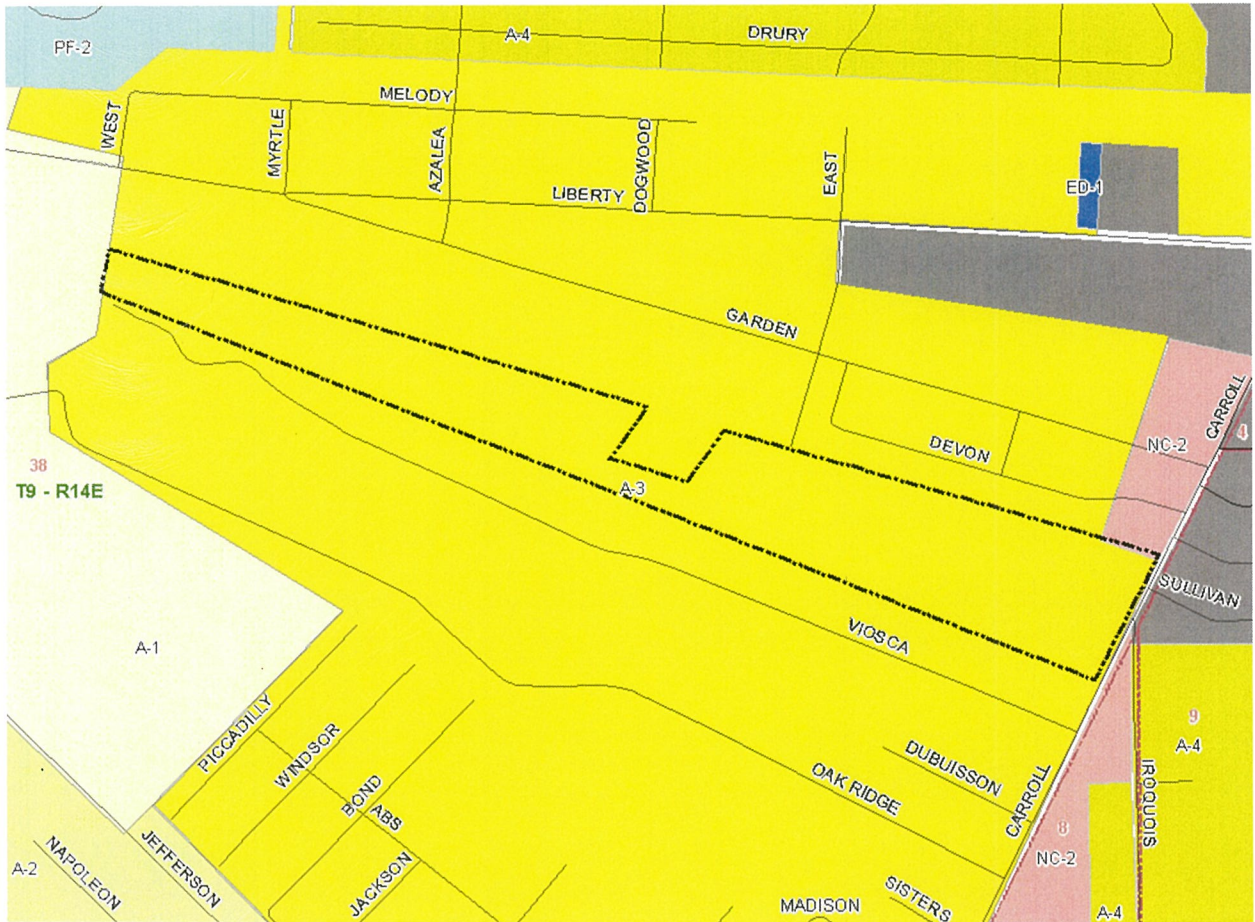 PF-2
A-4
DRURY
MELODY
WEST
MYRTLE
AZALEA
DOGWOOD
EAST
LIBERTY
ED-1
GARDEN
CARROLL
4
NC-2
DEVON
38
T9 - R14E
A-3
SULLIVAN
VIOSCA
A-1
PICCADILLY
WINDSOR
BOND
ABS
JACKSON
DUBUISSON
OAK RIDGE
CARROLL
IROQUOIS
9
A-4
8
NC-2
A-2
NAPOLEON
JEFFERSON
MADISON
SISTERS
A-4